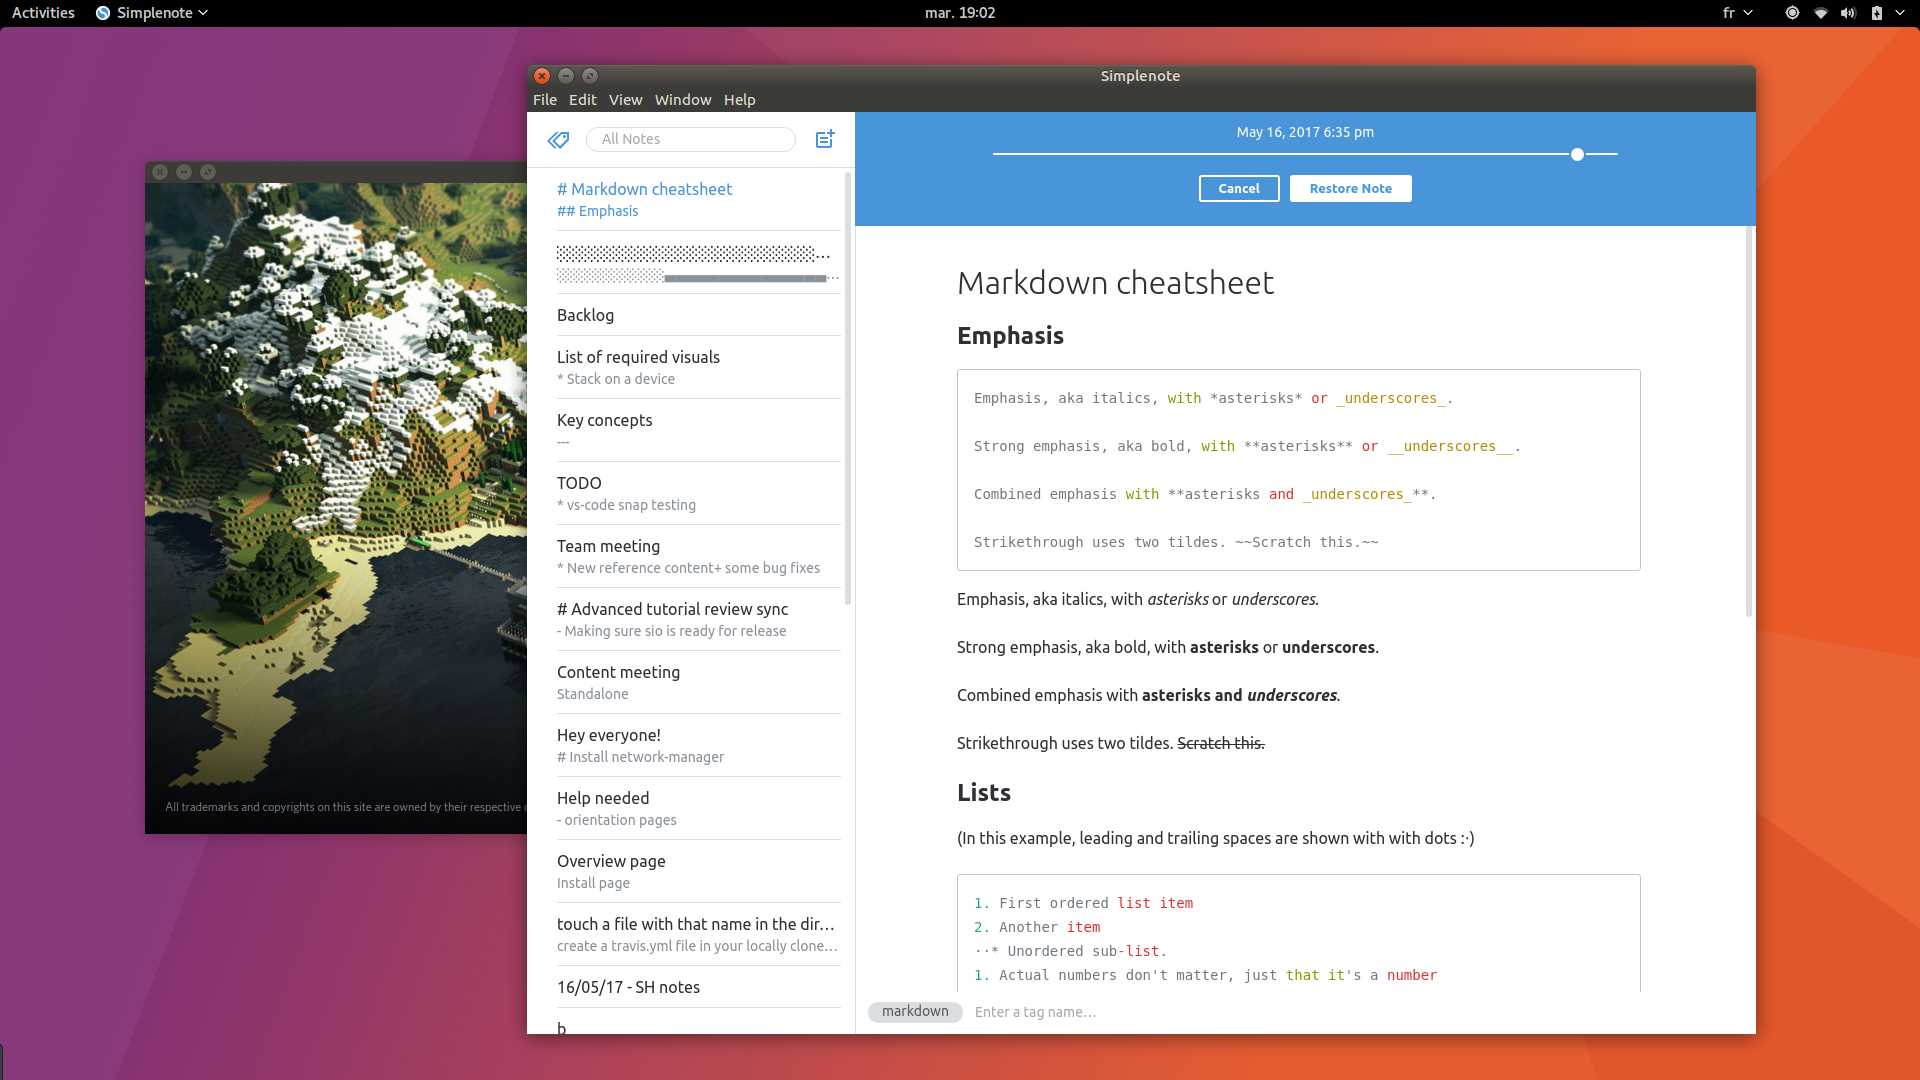 Activities
Simplenote
mar. 19:02
fr
Simplenote
File Edit View Window Help
All Notes
# Markdown cheatsheet
## Emphasis
Backlog
List of required visuals
* Stack on a device
Key concepts
---
TODO
* vs-code snap testing
Team meeting
* New reference content+ some bug fixes
# Advanced tutorial review sync
- Making sure sio is ready for release
Content meeting
Standalone
Hey everyone!
# Install network-manager
Help needed
- orientation pages
Overview page
Install page
touch a file with that name in the dir…
create a travis.yml file in your locally clone…
16/05/17 - SH notes
b
May 16, 2017 6:35 pm
Cancel
Restore Note
Markdown cheatsheet
Emphasis
Emphasis, aka italics, with *asterisks* or _underscores_.
Strong emphasis, aka bold, with **asterisks** or __underscores__.
Combined emphasis with **asterisks and _underscores_**.
Strikethrough uses two tildes. ~~Scratch this.~~
Emphasis, aka italics, with asterisks or underscores.
Strong emphasis, aka bold, with asterisks or underscores.
Combined emphasis with asterisks and underscores.
Strikethrough uses two tildes. Scratch this.
Lists
(In this example, leading and trailing spaces are shown with with dots :·)
1. First ordered list item
2. Another item
··* Unordered sub-list.
1. Actual numbers don't matter, just that it's a number
markdown
Enter a tag name…
All trademarks and copyrights on this site are owned by their respective